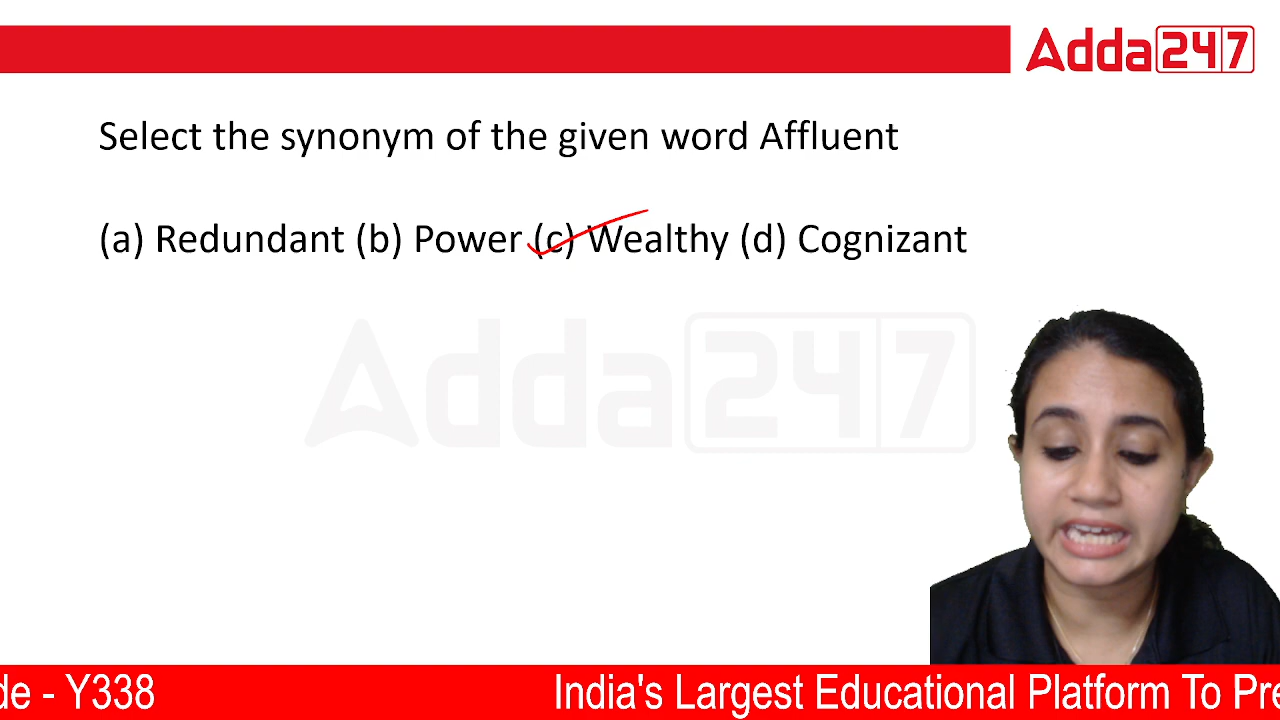 Adda247
Select the synonym of the given word Affluent
(a) Redundant (b) Power (c) Wealthy (d) Cognizant
Adda247
de - Y338 India's Largest Educational Platform To Pre